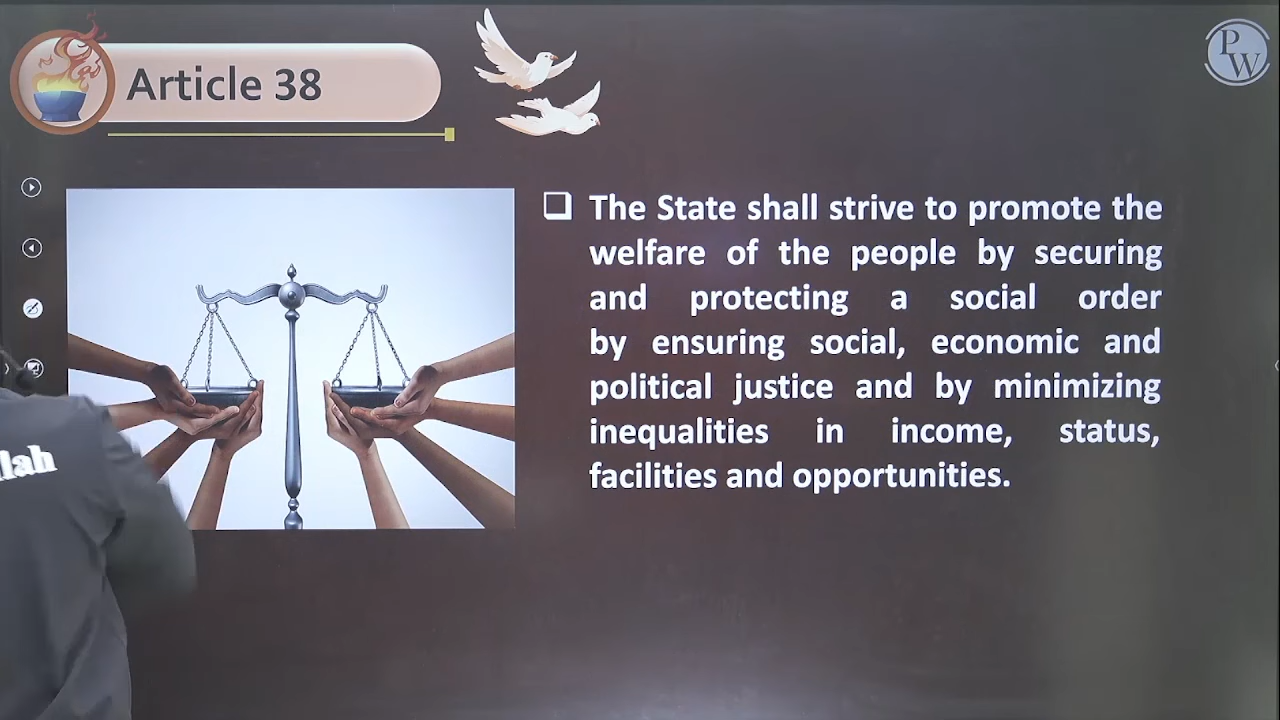 Article 38
PW
The State shall strive to promote the
welfare of the people by securing
and protecting a social order
by ensuring social, economic and
political justice and by minimizing
inequalities in income, status,
facilities and opportunities.
lah